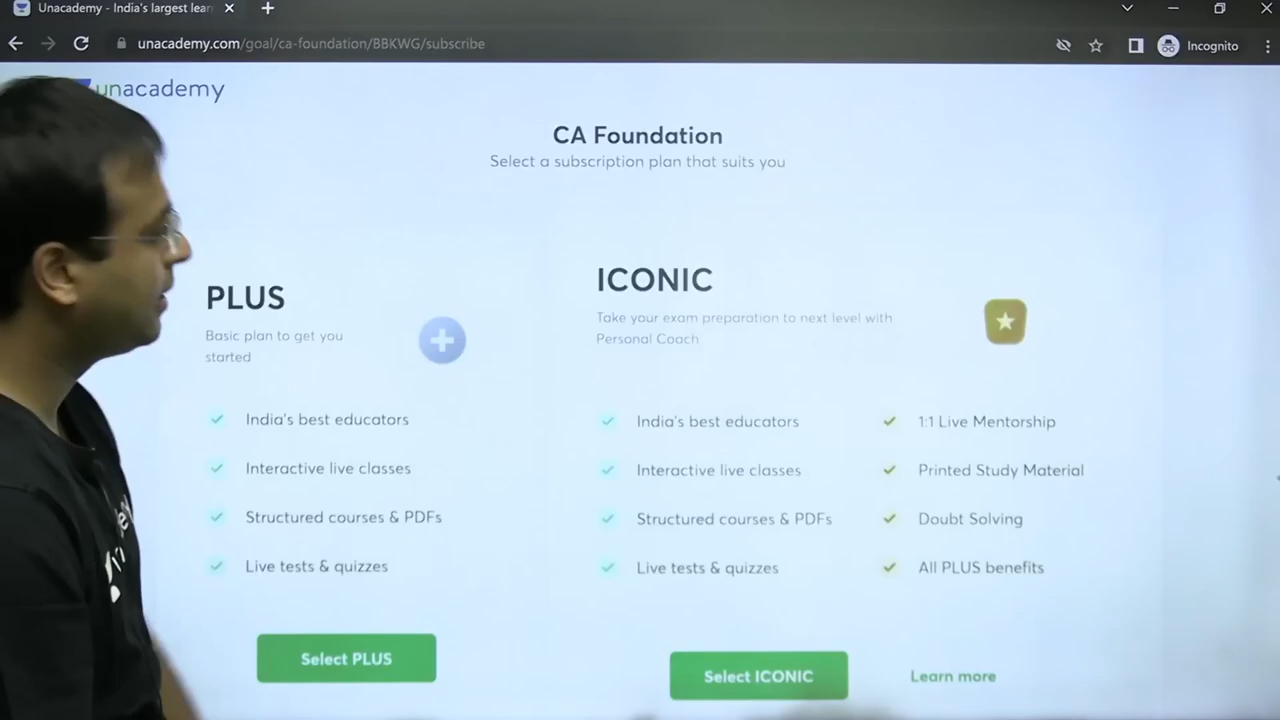 Unacademy - India's largest lear
unacademy.com/goal/ca-foundation/BBKWG/subscribe
Incognito
unacademy
CA Foundation
Select a subscription plan that suits you
PLUS
Basic plan to get you
started
India's best educators
Interactive live classes
Structured courses & PDFs
Live tests & quizzes
Select PLUS
ICONIC
Take your exam preparation to next level with
Personal Coach
India's best educators
Interactive live classes
Structured courses & PDFs
Live tests & quizzes
1:1 Live Mentorship
Printed Study Material
Doubt Solving
All PLUS benefits
Select ICONIC
Learn more